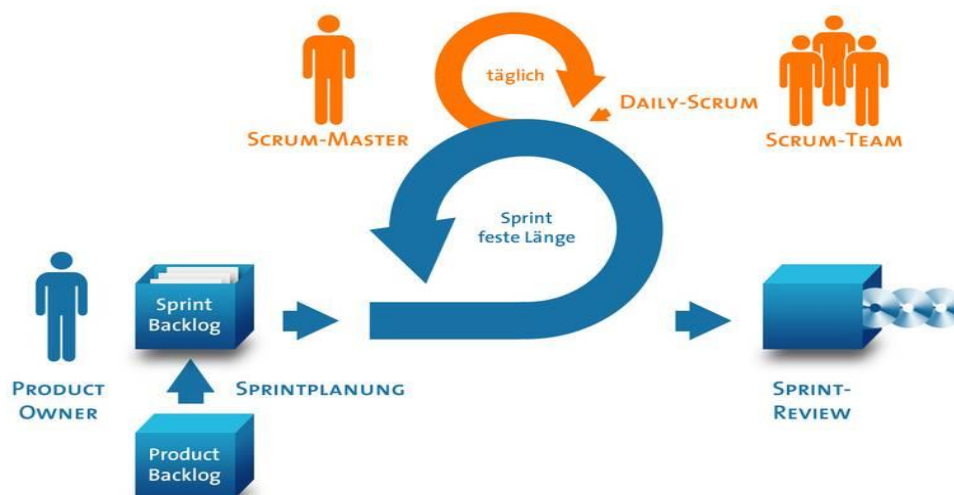 täglich
DAILY-SCRUM
SCRUM-MASTER
SCRUM-TEAM
Sprint
feste Länge
Sprint
Backlog
PRODUCT
OWNER
SPRINTPLANUNG
SPRINT-
REVIEW
Product
Backlog